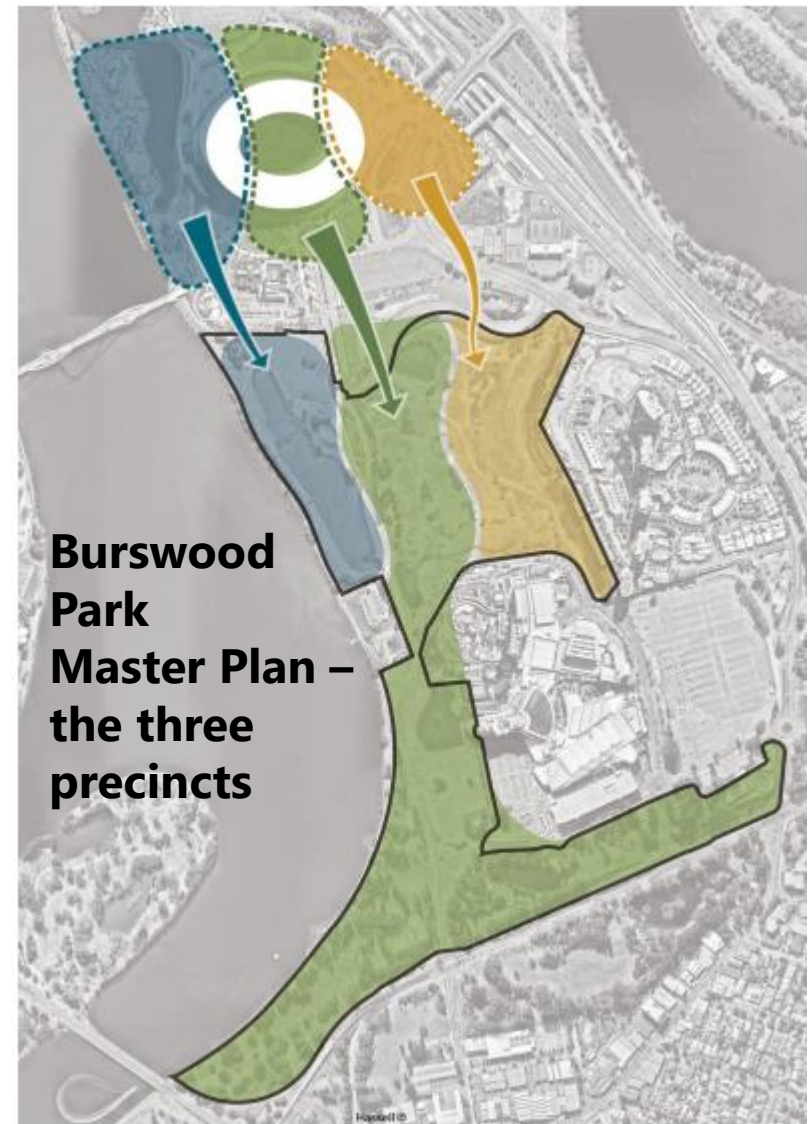 Burswood
Park
Master Plan –
the three
precincts